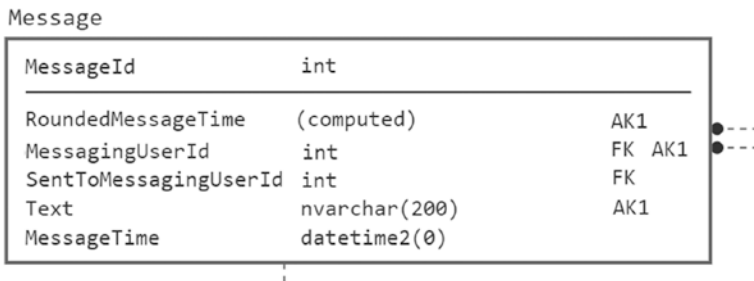 Message
MessageId int
RoundedMessageTime (computed) AK1
MessagingUserId int FK AK1
SentToMessagingUserId int FK
Text nvarchar(200) AK1
MessageTime datetime2(0)